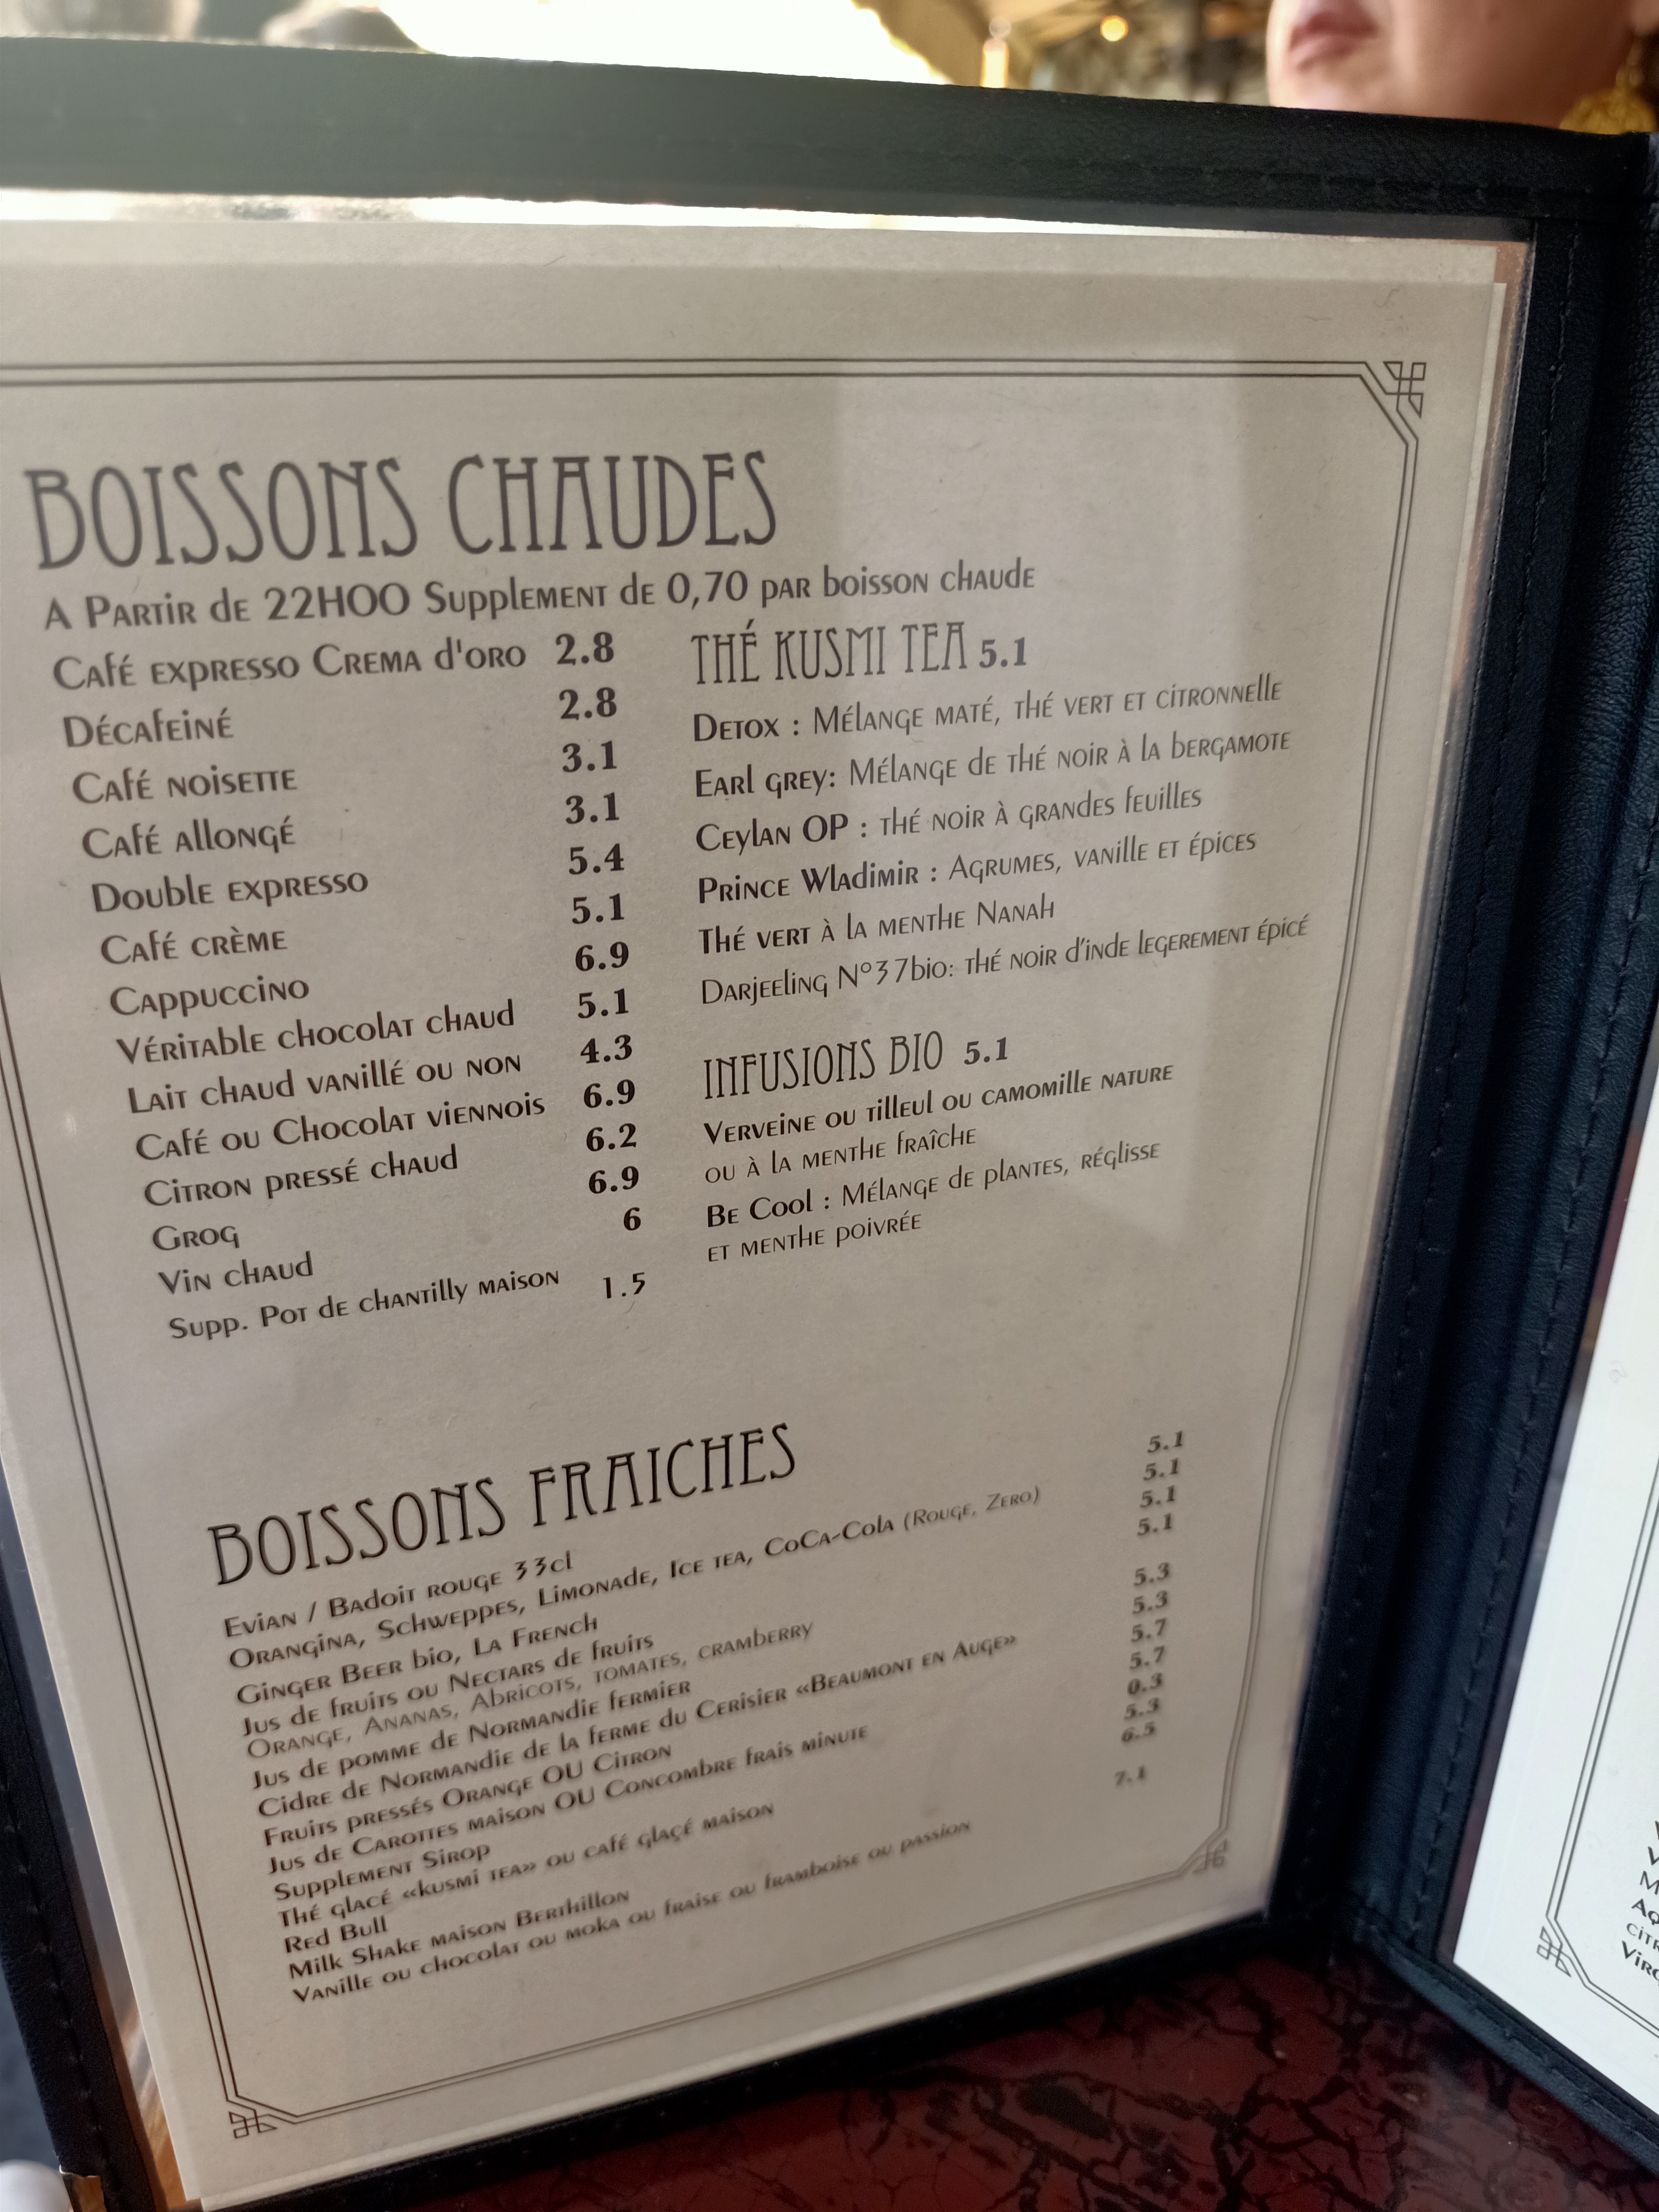 BOISSONS CHAUDES
A Partir de 22H00 Supplement de 0,70 par boisson chaude
Café expresso Crema d'oro 2.8
Décafeiné 2.8
Café noisette 3.1
Café allongé 3.1
Double expresso 5.4
Café crème 5.1
Cappuccino 6.9
Véritable chocolat chaud 5.1
Lait chaud vanillé ou non 4.3
Café ou Chocolat viennois 6.9
Citron pressé chaud 6.2
Grog 6.9
Vin chaud 6
Supp. Pot de chantilly maison 1.5
THÉ KUSMI TEA 5.1
Detox : Mélange maté, thé vert et citronnelle
Earl grey: Mélange de thé noir à la bergamote
Ceylan OP : thé noir à grandes feuilles
Prince Wladimir : Agrumes, vanille et épices
Thé vert à la menthe Nanah
Darjeeling N°37bio: thé noir d'inde legerement épicé
INFUSIONS BIO 5.1
Verveine ou tilleul ou camomille nature
ou à la menthe fraîche
Be Cool : Mélange de plantes, réglisse
et menthe poivrée
BOISSONS FRAICHES
Evian / Badoit rouge 33cl 5.1
Orangina, Schweppes, Limonade, Ice tea, CoCa-Cola (Rouge, Zero) 5.1
Ginger Beer bio, La French 5.1
Jus de fruits ou Nectars de fruits 5.1
Orange, Ananas, Abricots, tomates, cramberry
Jus de pomme de Normandie fermier 5.3
Cidre de Normandie de la ferme du Cerisier «Beaumont en Auge» 5.3
Fruits pressés Orange OU Citron 5.7
Jus de Carottes maison OU Concombre frais minute 5.7
Supplement Sirop 0.3
Thé glacé «kusmi tea» ou café glaçé maison 5.3
Red Bull 6.5
Milk Shake maison Berthillon
Vanille ou chocolat ou moka ou fraise ou framboise ou passion 7.1